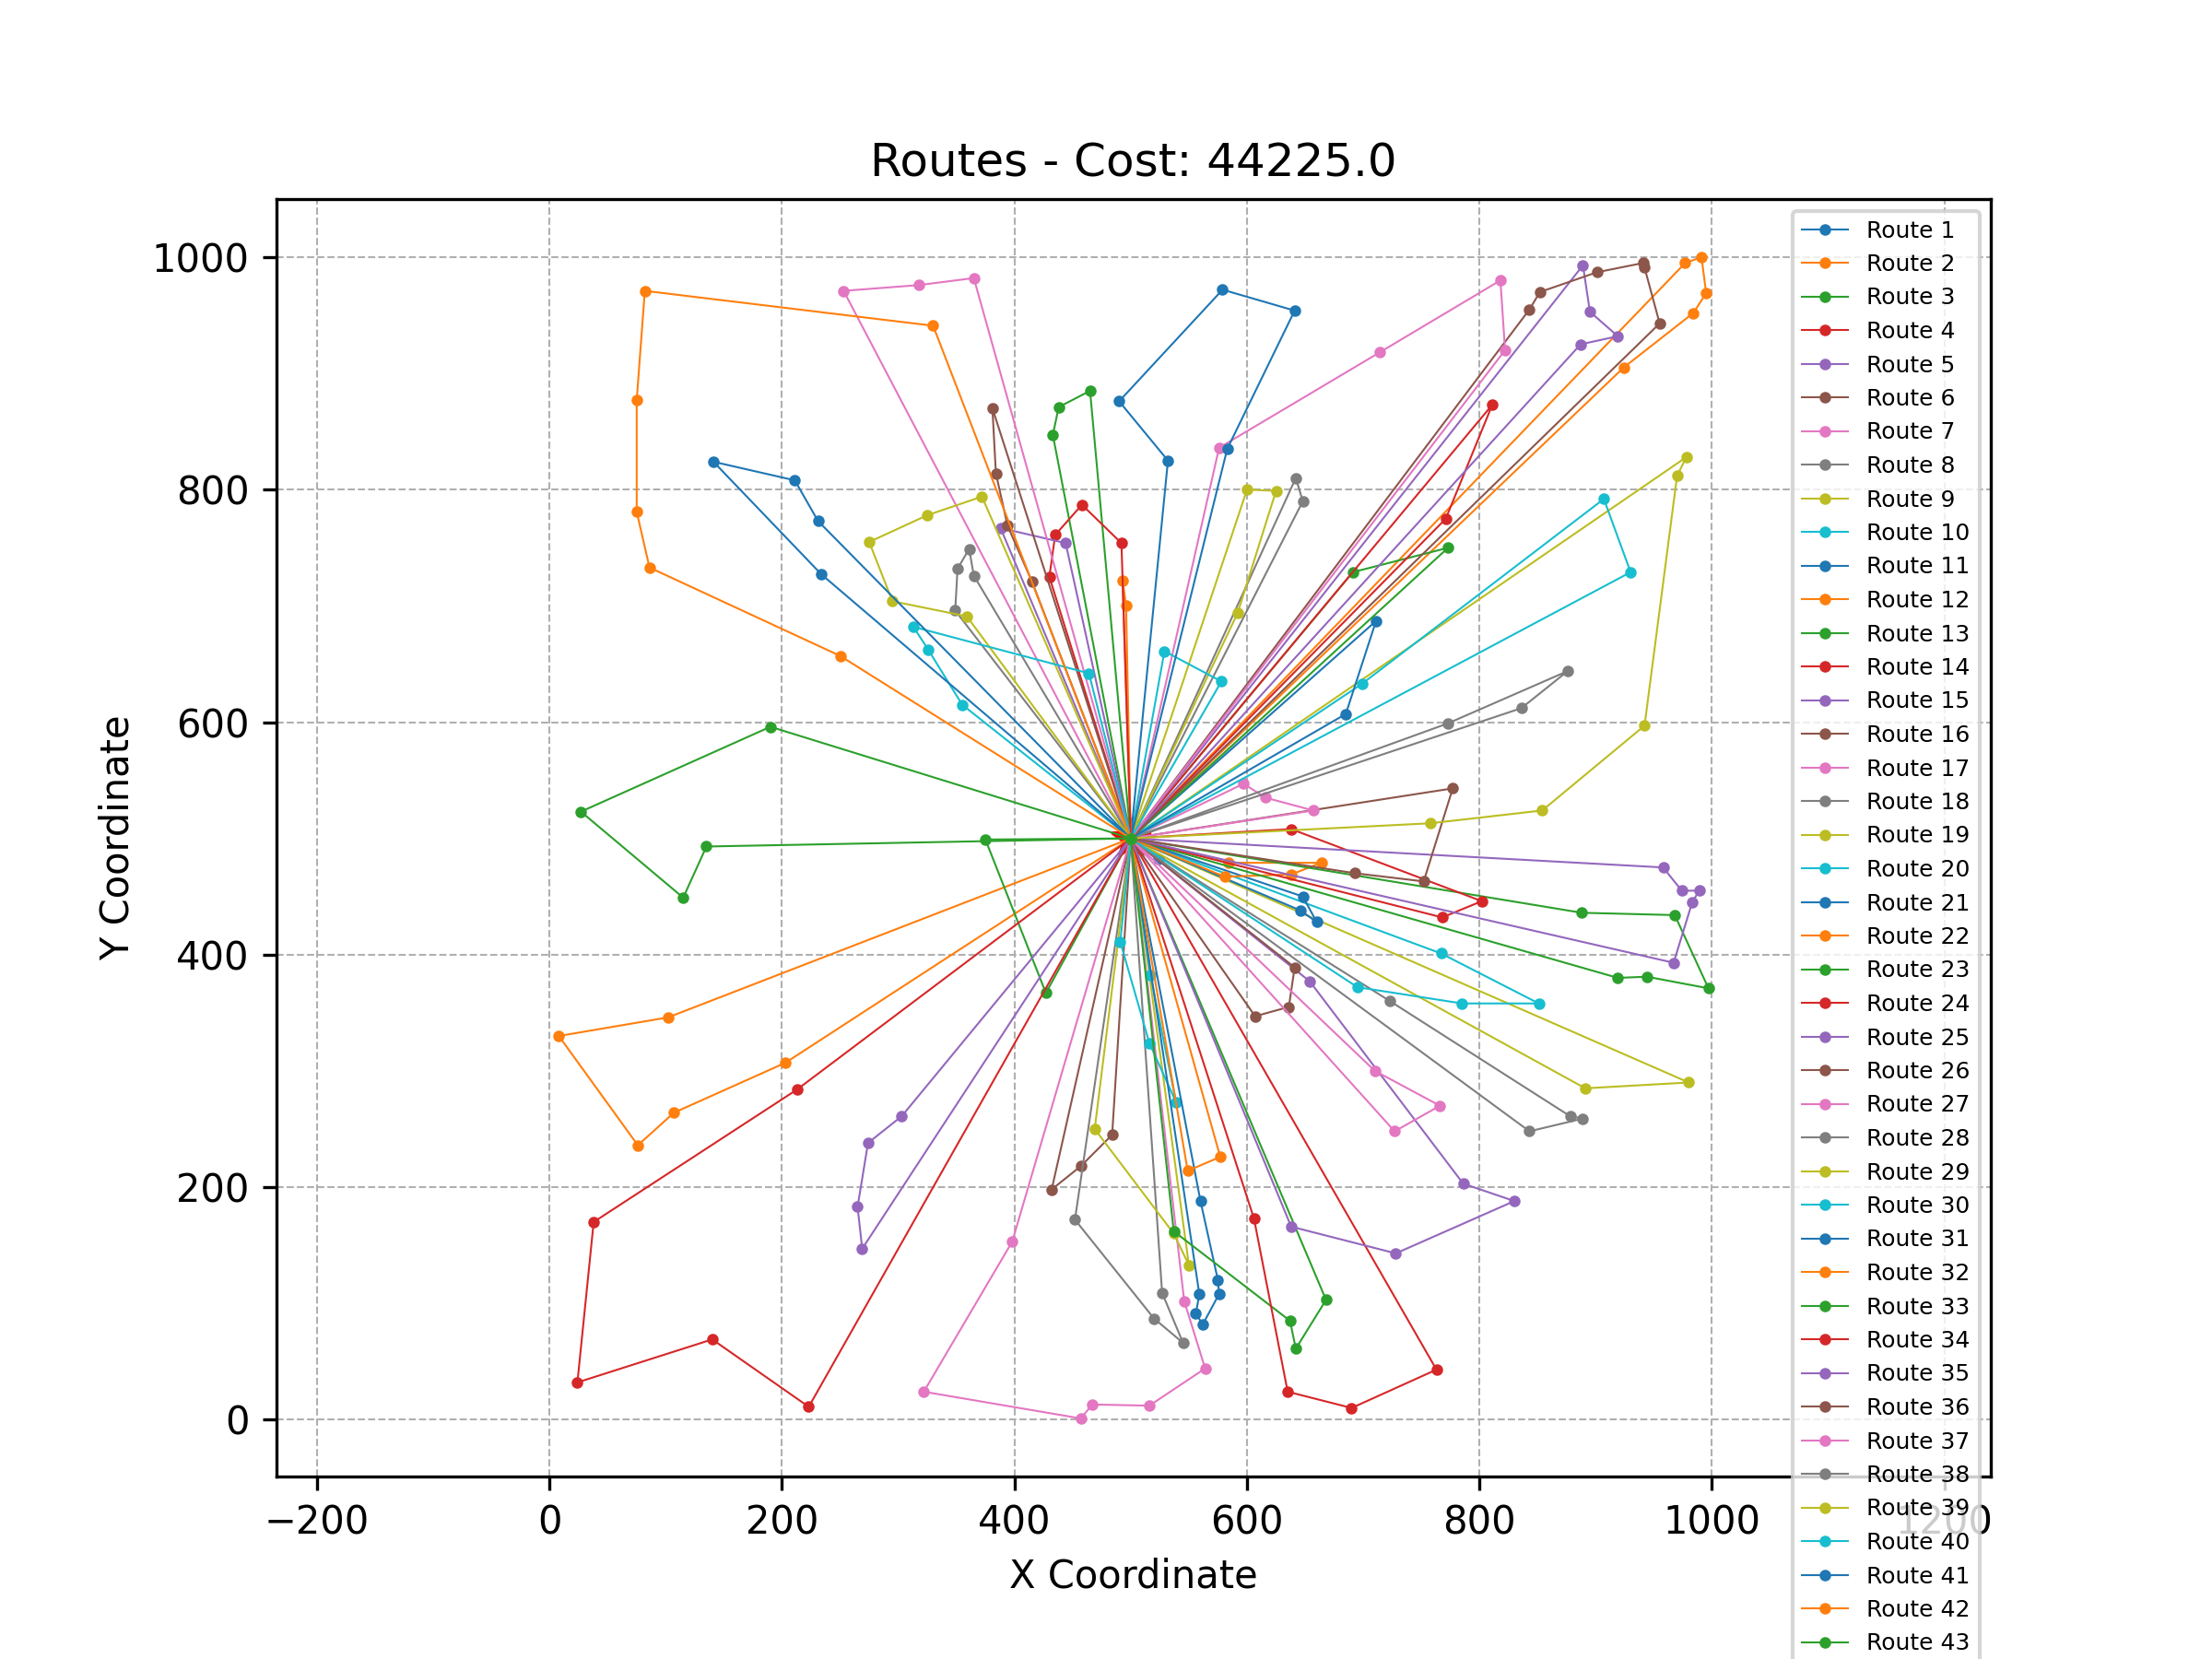 Routes - Cost: 44225.0
1000
800
600
400
200
0
Y Coordinate
−200
0
200
400
600
800
1000
1200
X Coordinate
Route 1
Route 2
Route 3
Route 4
Route 5
Route 6
Route 7
Route 8
Route 9
Route 10
Route 11
Route 12
Route 13
Route 14
Route 15
Route 16
Route 17
Route 18
Route 19
Route 20
Route 21
Route 22
Route 23
Route 24
Route 25
Route 26
Route 27
Route 28
Route 29
Route 30
Route 31
Route 32
Route 33
Route 34
Route 35
Route 36
Route 37
Route 38
Route 39
Route 40
Route 41
Route 42
Route 43